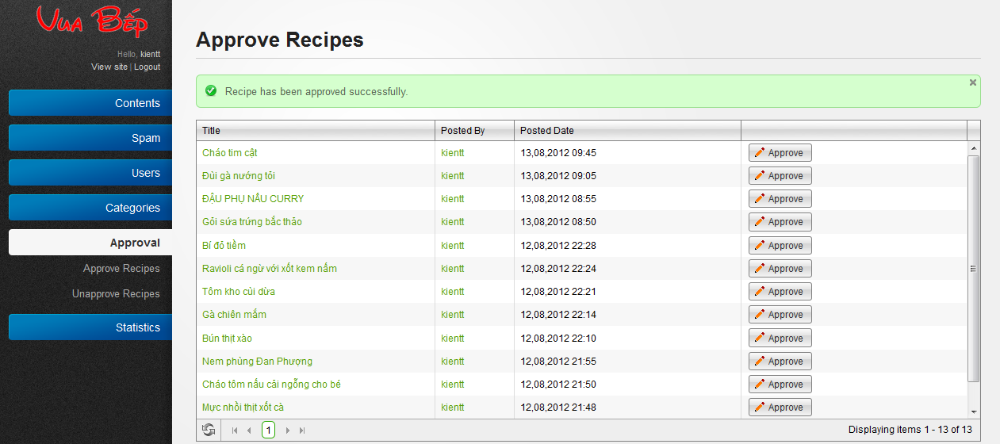 Vua Bếp
Hello, kientt
View site | Logout
Contents
Spam
Users
Categories
Approval
Approve Recipes
Unapprove Recipes
Statistics
Approve Recipes
Recipe has been approved successfully.
Title Posted By Posted Date
Cháo tim cật kientt 13,08,2012 09:45 Approve
Đùi gà nướng tỏi kientt 13,08,2012 09:05 Approve
ĐẬU PHỤ NẤU CURRY kientt 13,08,2012 08:55 Approve
Gỏi sứa trứng bắc thảo kientt 13,08,2012 08:50 Approve
Bí đỏ tiềm kientt 12,08,2012 22:28 Approve
Ravioli cá ngừ với xốt kem nấm kientt 12,08,2012 22:24 Approve
Tôm kho củi dừa kientt 12,08,2012 22:21 Approve
Gà chiên mắm kientt 12,08,2012 22:14 Approve
Bún thịt xào kientt 12,08,2012 22:10 Approve
Nem phùng Đan Phượng kientt 12,08,2012 21:55 Approve
Cháo tôm nấu cải ngỗng cho bé kientt 12,08,2012 21:50 Approve
Mực nhồi thịt xốt cà kientt 12,08,2012 21:48 Approve
1 Displaying items 1 - 13 of 13